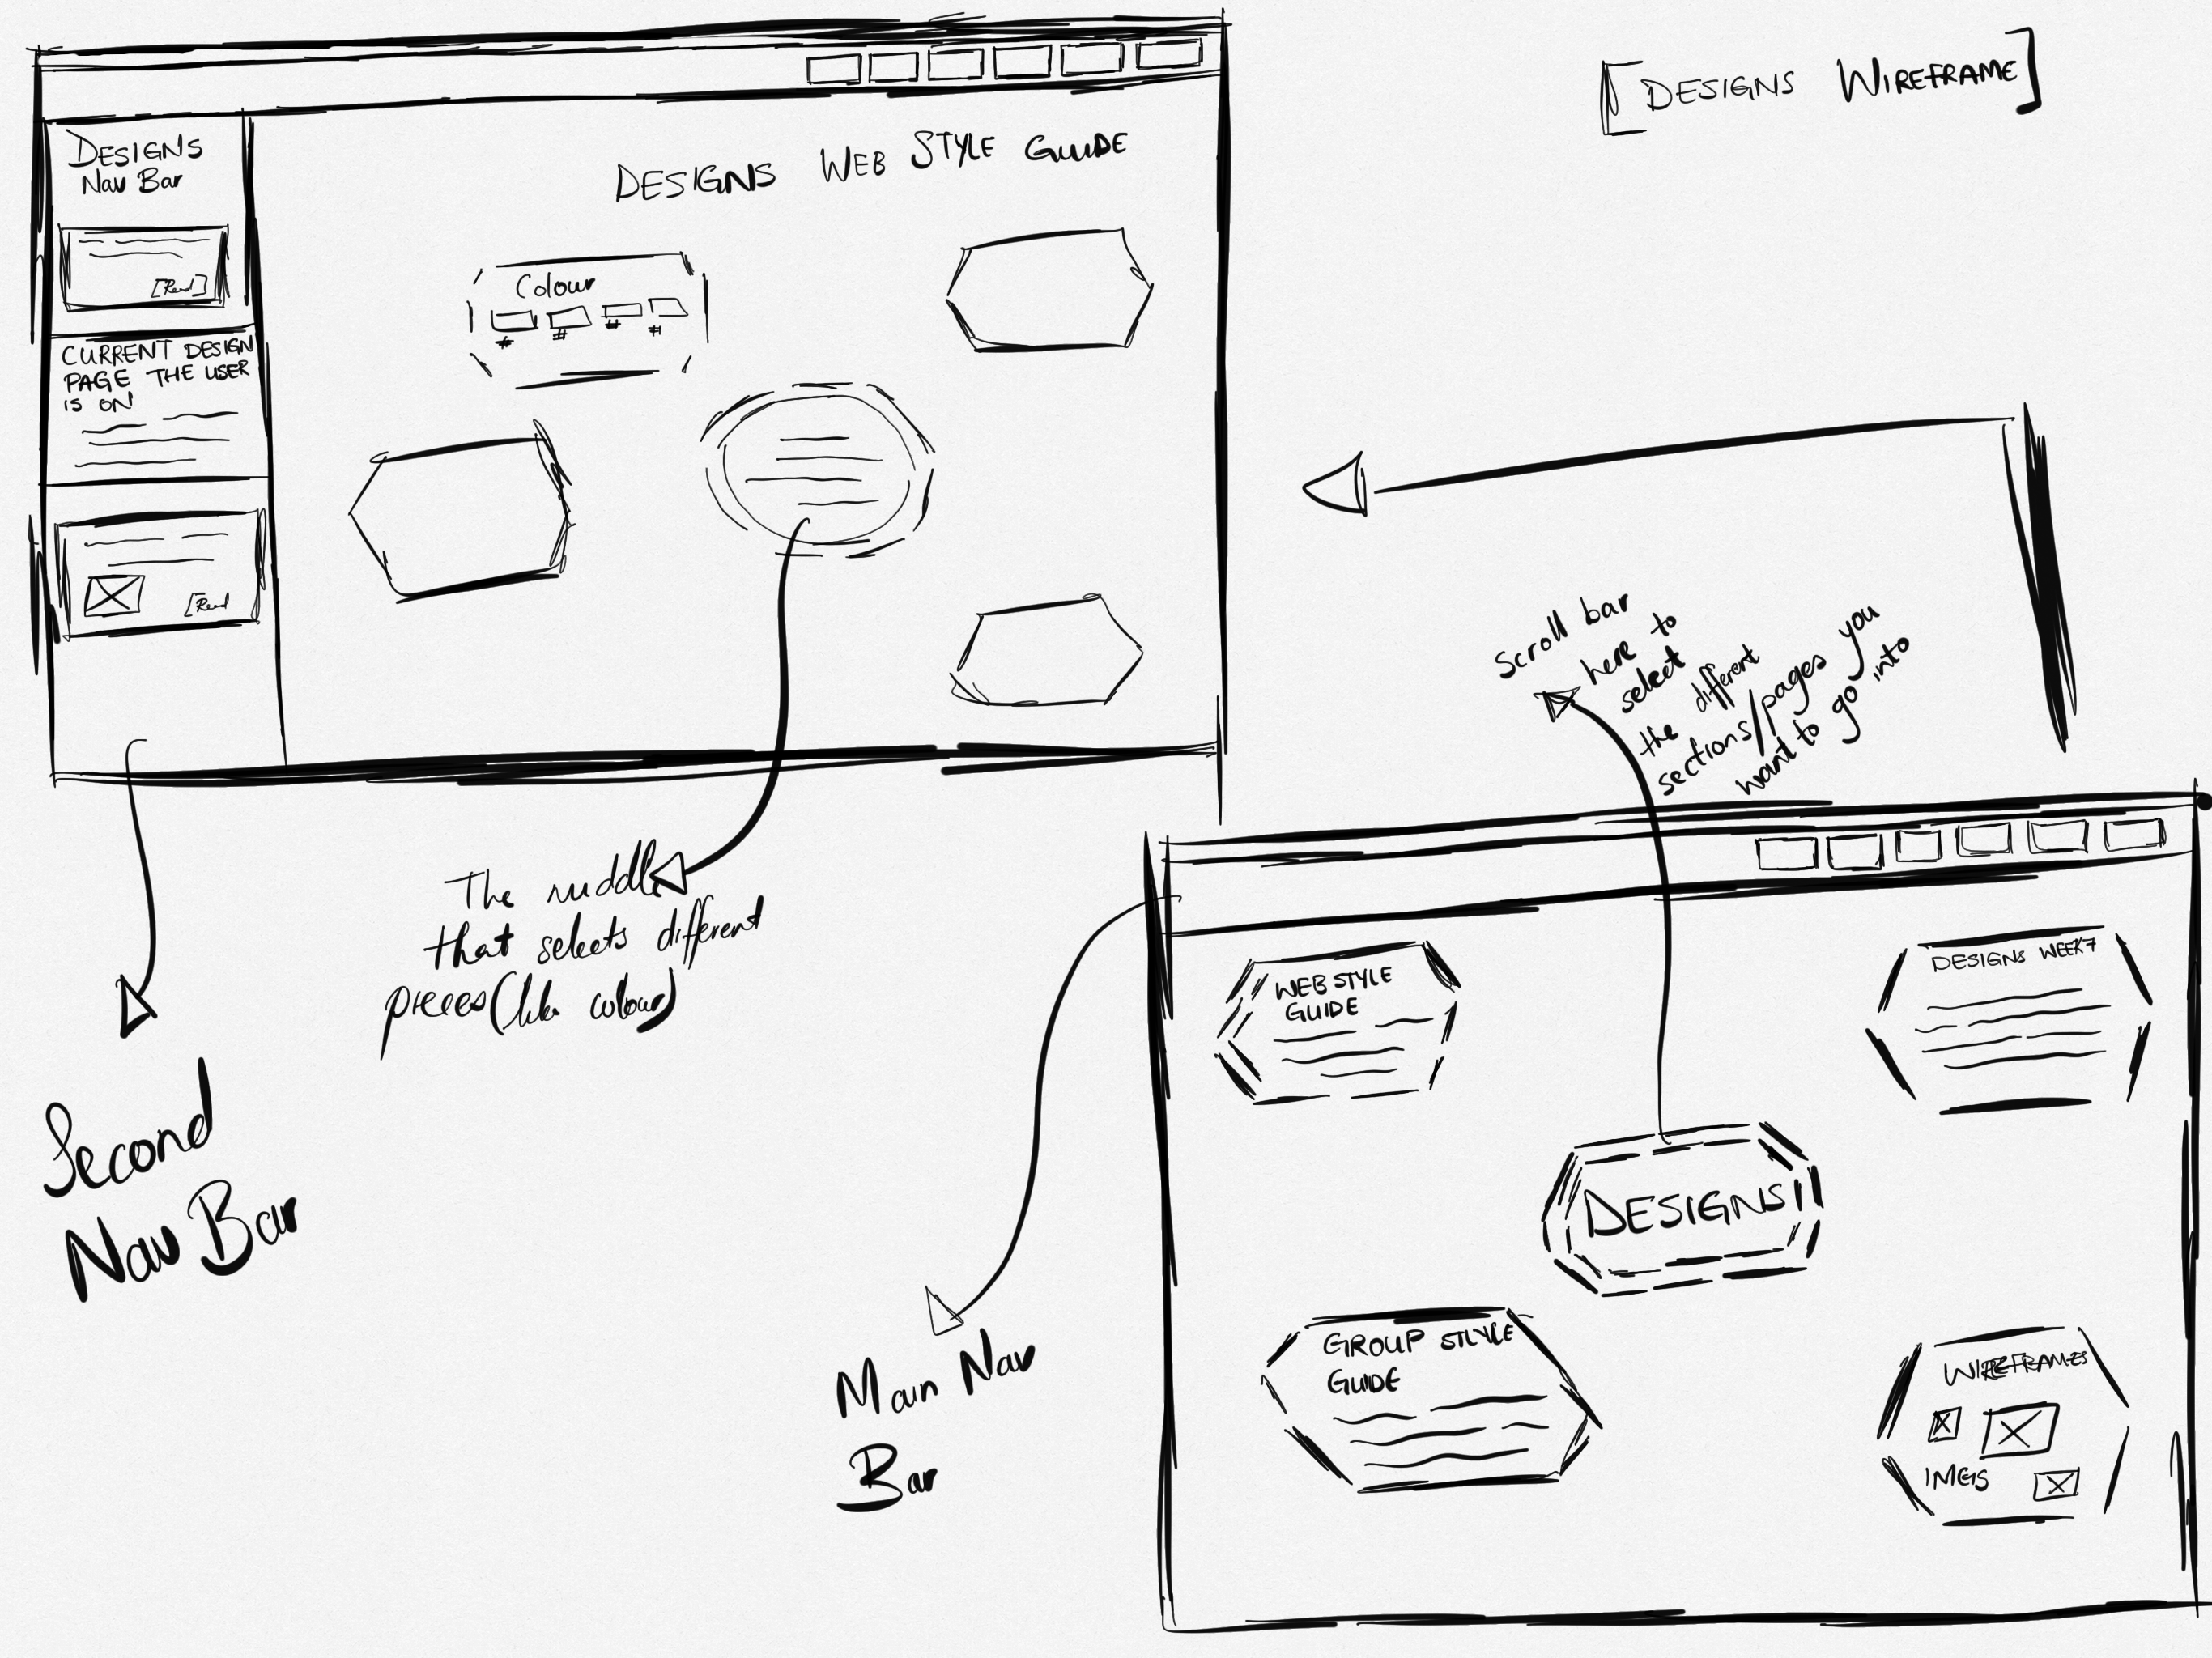 [DESIGNS WIREFRAME]
DESIGNS
Nav Bar
[Read]
CURRENT DESIGN
PAGE THE USER
IS ON
[Read
DESIGNS WEB STYLE GUIDE
Colour
# # # #
The middle
that selects different
pieces (like colour)
Second
Nav Bar
Scroll bar
here to
select
the different
sections/pages you
want to go into
Main Nav
Bar
WEB STYLE
GUIDE
DESIGNS WEEK 7
DESIGNS
GROUP STYLE
GUIDE
WIREFRAMES
IMGS